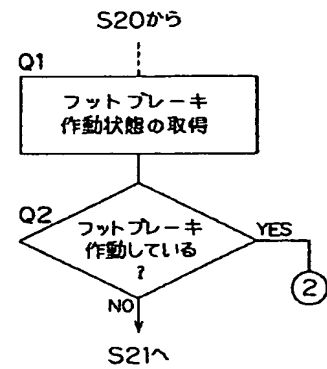 S20から
Q1
フットブレーキ
作動状態の取得
Q2
フットブレーキ
作動している
?
YES
2
NO
S21へ